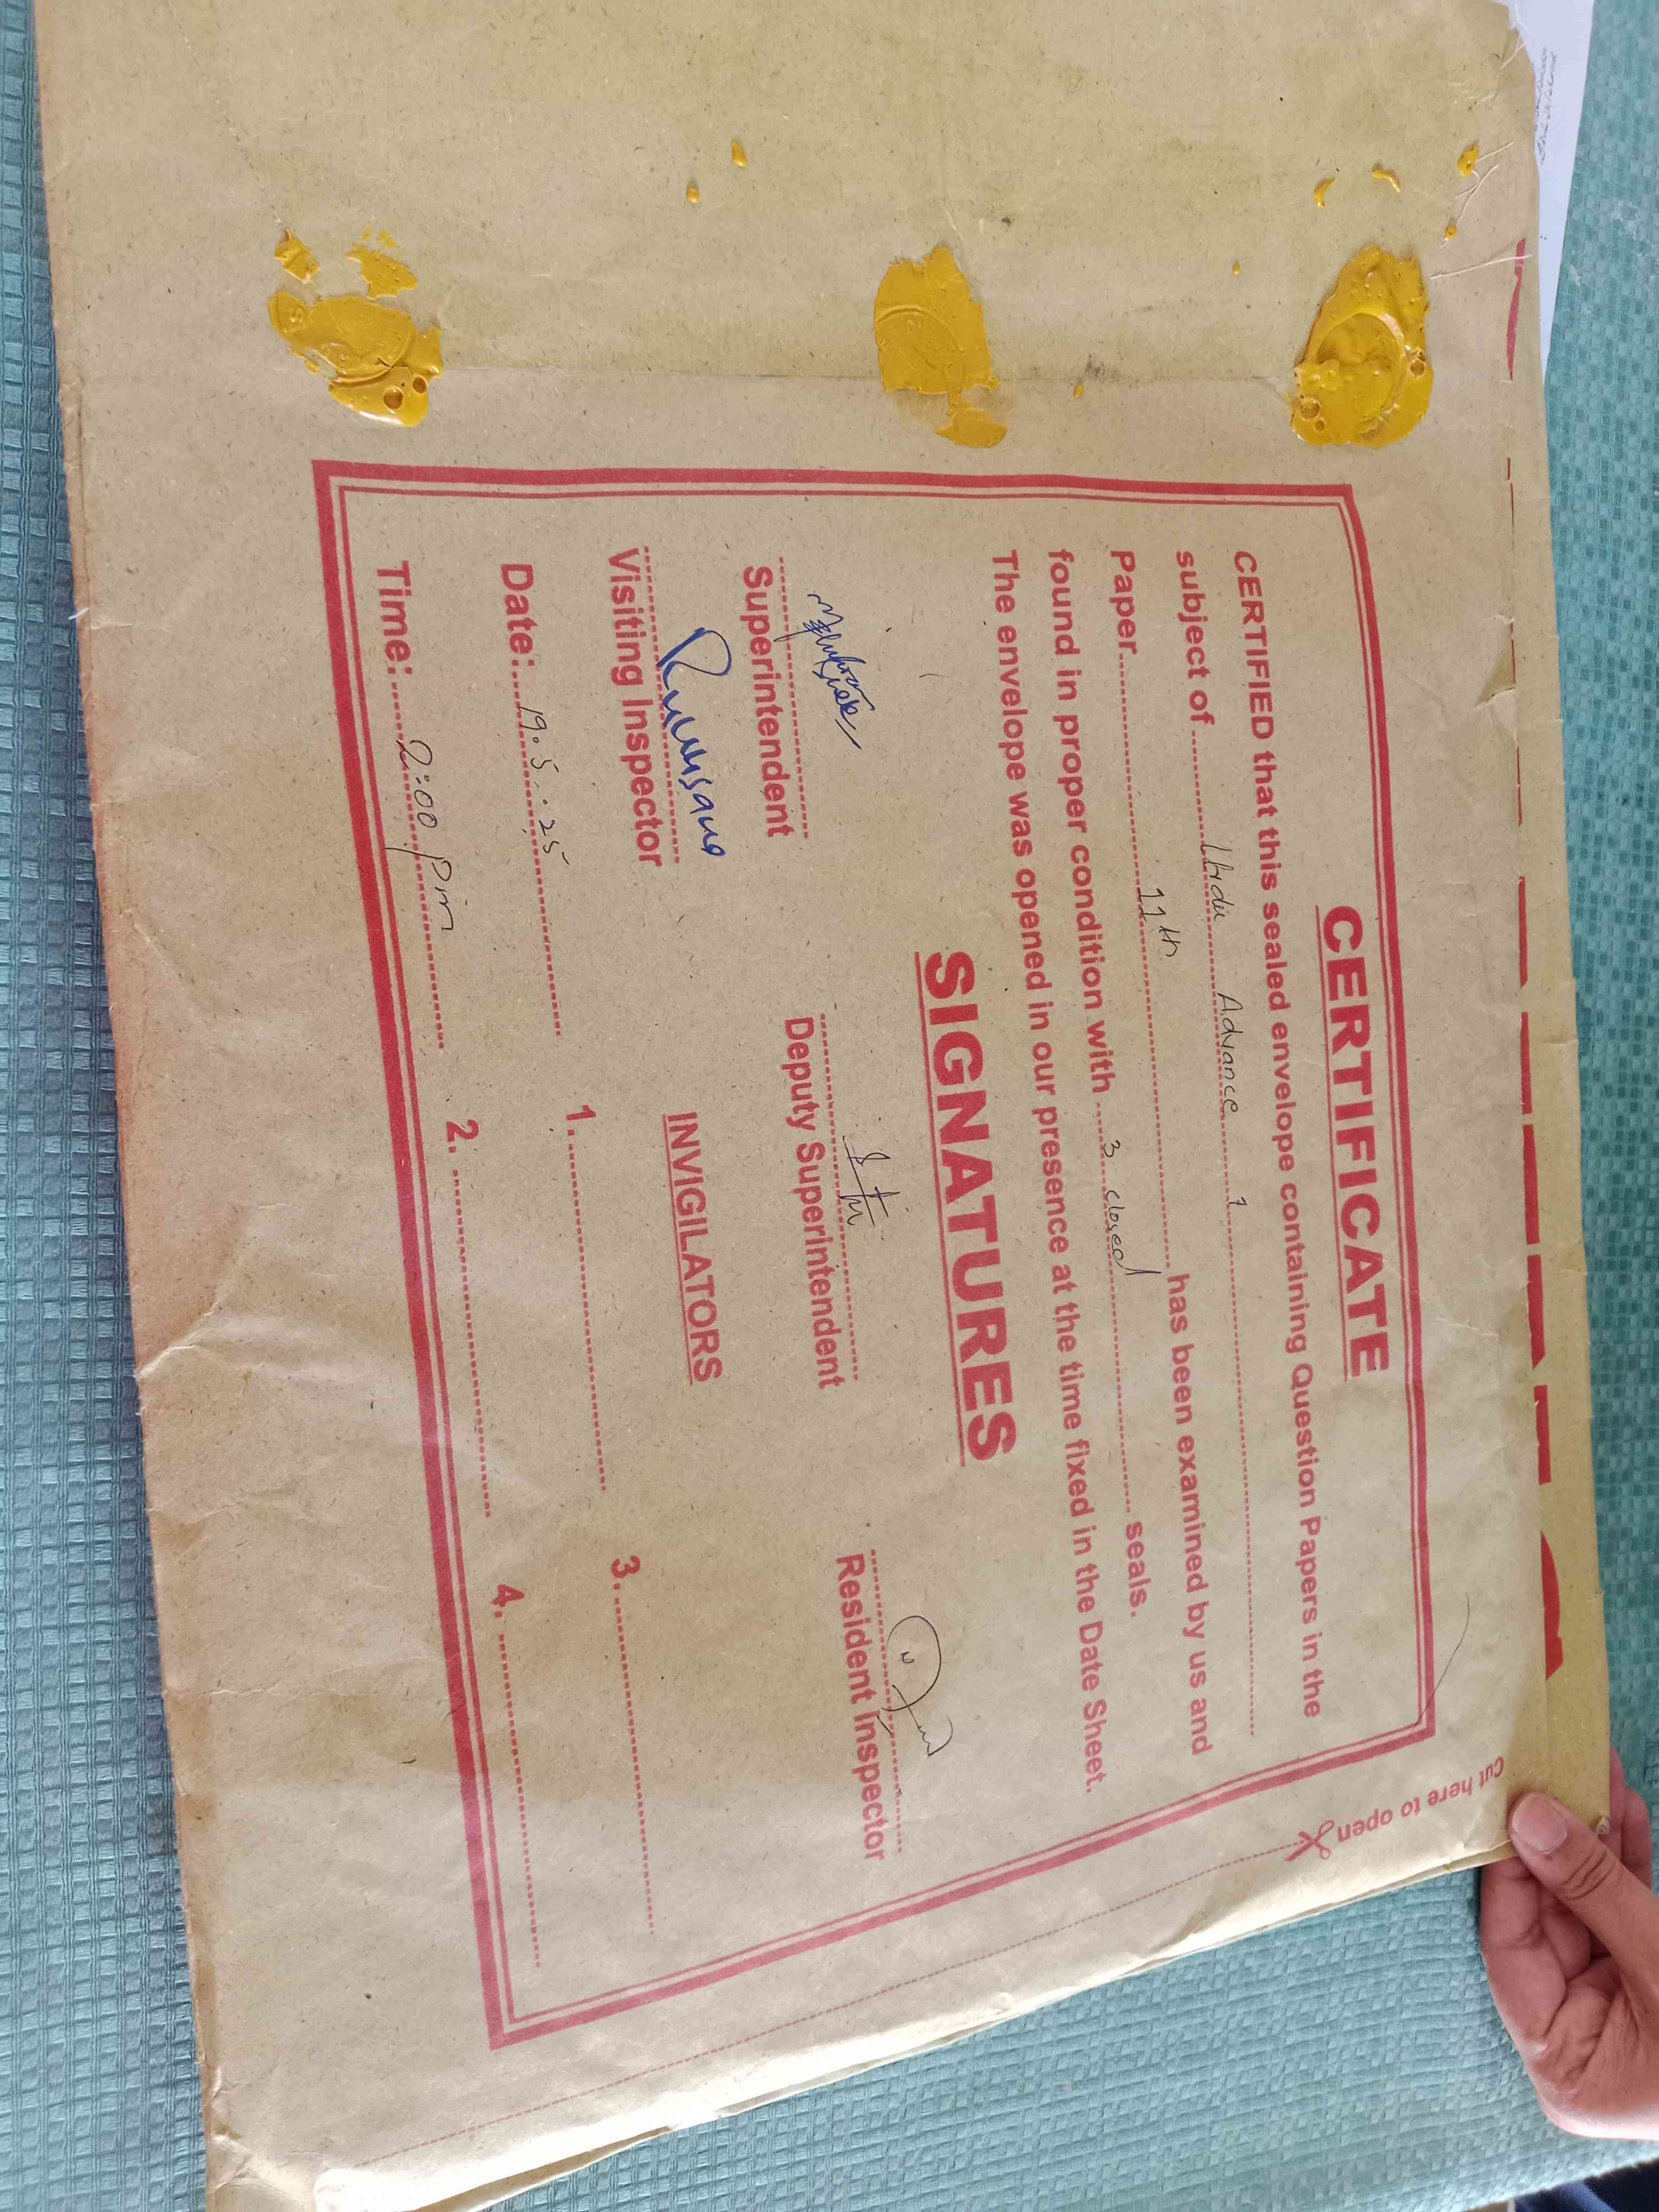 CERTIFICATE
CERTIFIED that this sealed envelope containing Question Papers in the
subject of Urdu Advance 1
Paper 11th has been examined by us and
found in proper condition with 3 closed seals.
The envelope was opened in our presence at the time fixed in the Date Sheet.
SIGNATURES
Superintendent
Deputy Superintendent
Resident Inspector
Visiting Inspector
INVIGILATORS
Date: 19.5.25
1.
3.
Time: 2:00 pm
2.
4.
Cut here to open